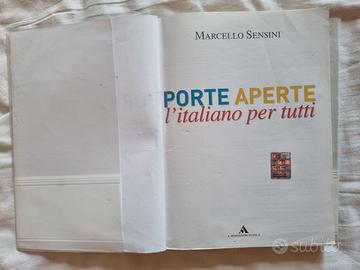 MARCELLO SENSINI
PORTE APERTE
l'italiano per tutti
A. MONDADORI SCUOLA
subito